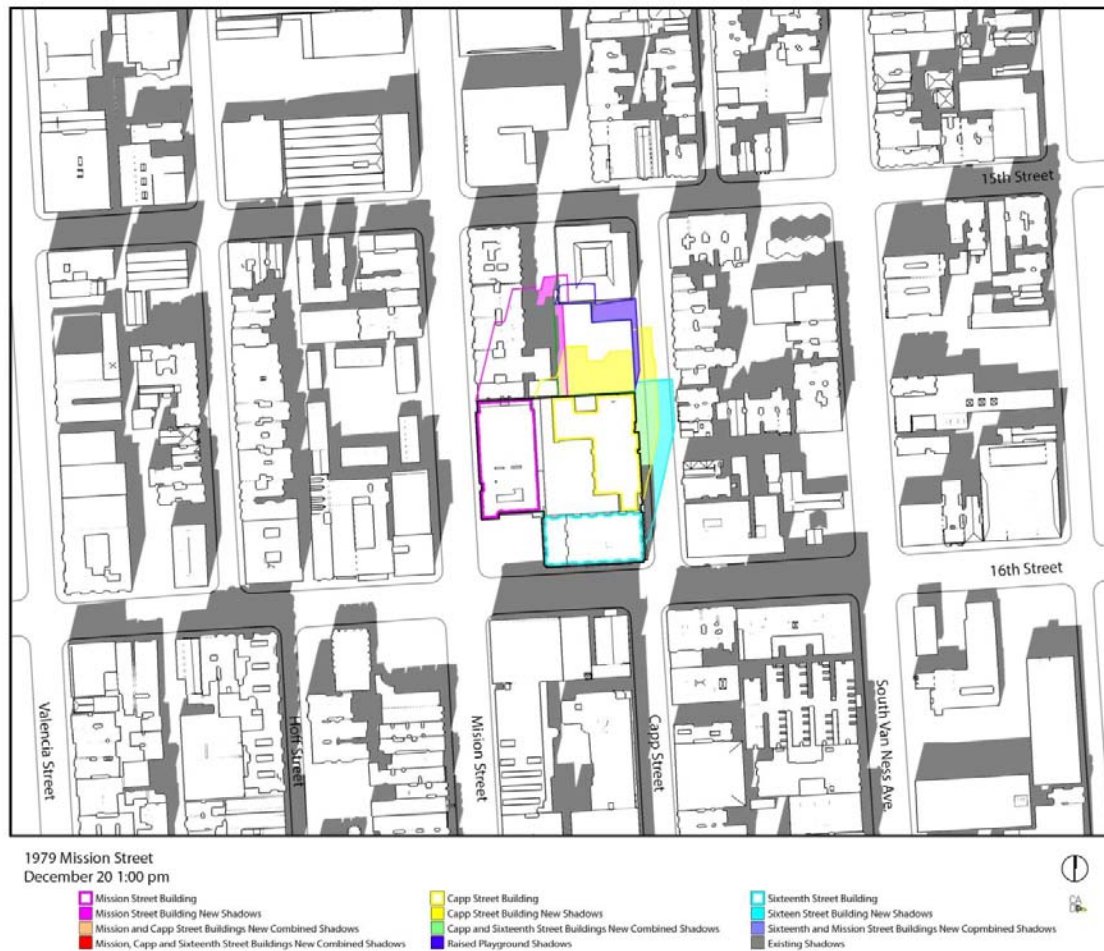 15th Street
16th Street
Valencia Street
Hoff Street
Mision Street
Capp Street
South Van Ness Ave.
1979 Mission Street
December 20 1:00 pm
Mission Street Building
Mission Street Building New Shadows
Mission and Capp Street Buildings New Combined Shadows
Mission, Capp and Sixteenth Street Buildings New Combined Shadows
Capp Street Building
Capp Street Building New Shadows
Capp and Sixteenth Street Buildings New Combined Shadows
Raised Playground Shadows
Sixteenth Street Building
Sixteen Street Building New Shadows
Sixteenth and Mission Street Buildings New Copmbined Shadows
Existing Shadows
CA